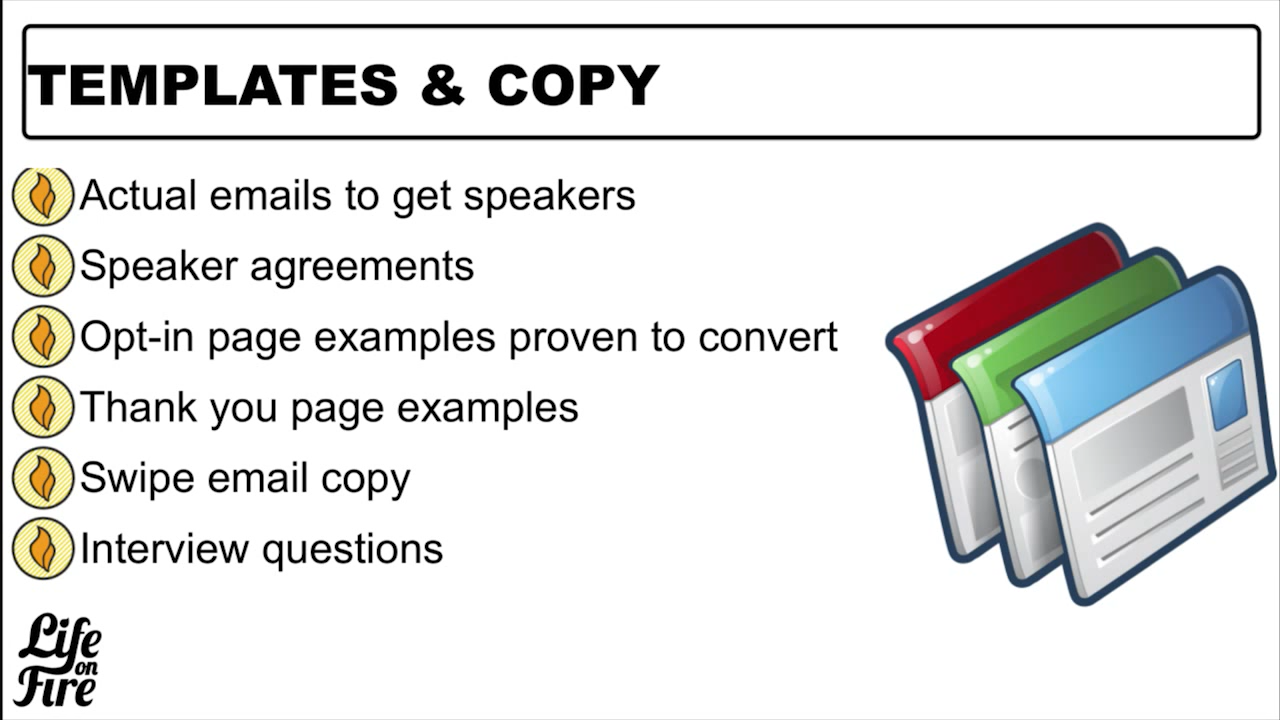 TEMPLATES & COPY
Actual emails to get speakers
Speaker agreements
Opt-in page examples proven to convert
Thank you page examples
Swipe email copy
Interview questions
Life
on
Fire